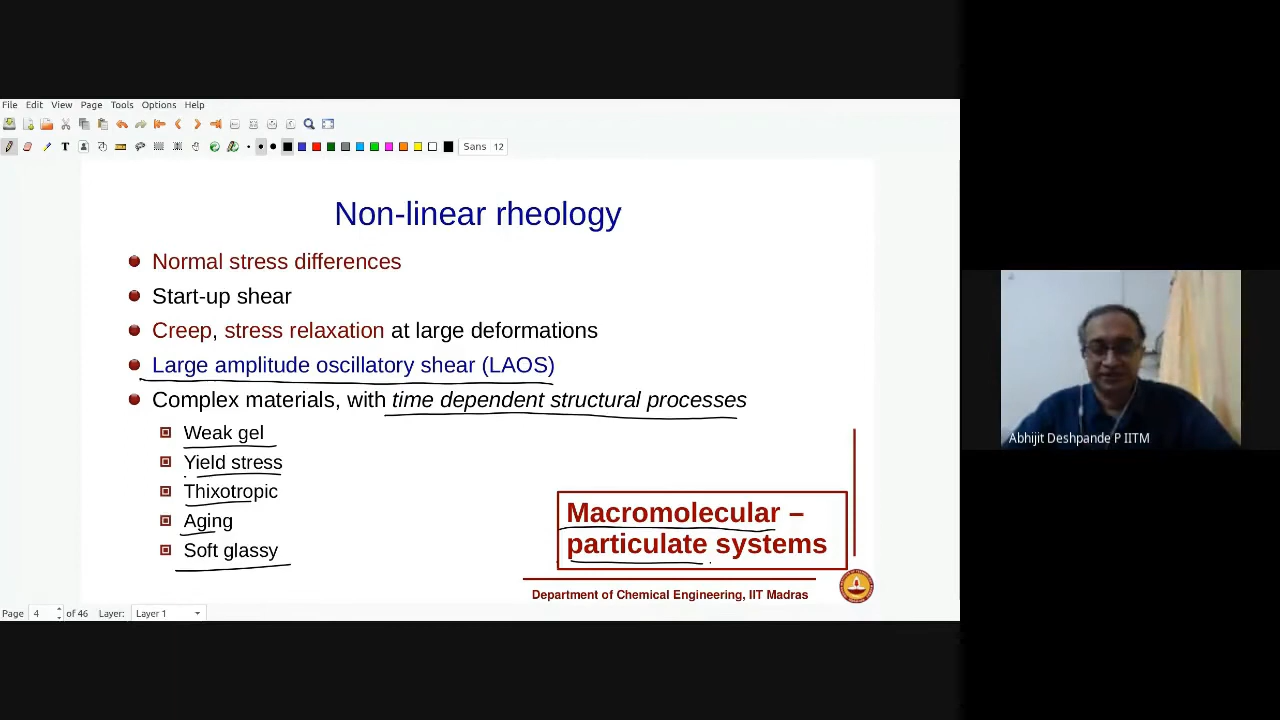 File Edit View Page Tools Options Help
Sans 12
Non-linear rheology
Normal stress differences
Start-up shear
Creep, stress relaxation at large deformations
Large amplitude oscillatory shear (LAOS)
Complex materials, with time dependent structural processes
Weak gel
Yield stress
Thixotropic
Aging
Soft glassy
Macromolecular –
particulate systems
Department of Chemical Engineering, IIT Madras
Page 4 of 46 Layer: Layer 1
Abhijit Deshpande P IITM